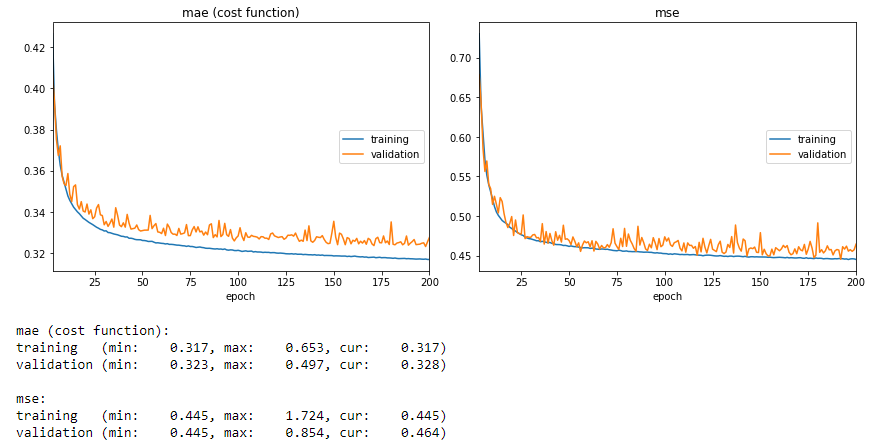 mae (cost function)
0.42
0.40
0.38
0.36
0.34
0.32
training
validation
25
50
75
100
125
150
175
200
epoch
mse
0.70
0.65
0.60
0.55
0.50
0.45
training
validation
25
50
75
100
125
150
175
200
epoch
mae (cost function):
training   (min:    0.317, max:    0.653, cur:    0.317)
validation (min:    0.323, max:    0.497, cur:    0.328)
mse:
training   (min:    0.445, max:    1.724, cur:    0.445)
validation (min:    0.445, max:    0.854, cur:    0.464)